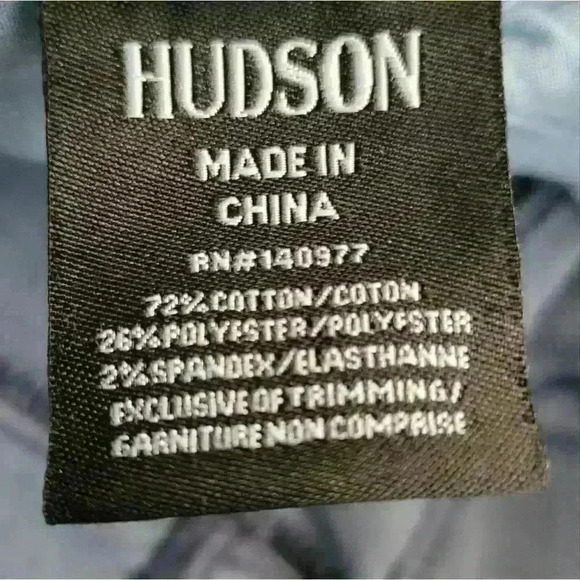 HUDSON
MADE IN
CHINA
RN#140977
72% COTTON/COTON
26% POLYESTER/POLYESTER
2% SPANDEX/ELASTHANNE
EXCLUSIVE OF TRIMMING/
GARNITURE NON COMPRISE